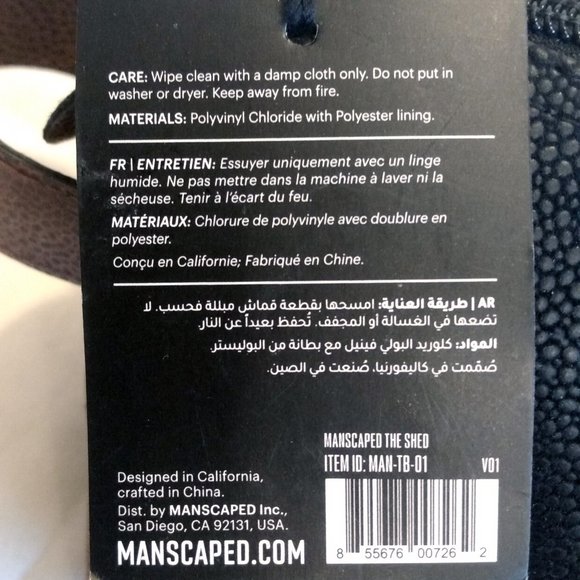 CARE: Wipe clean with a damp cloth only. Do not put in
washer or dryer. Keep away from fire.
MATERIALS: Polyvinyl Chloride with Polyester lining.
FR | ENTRETIEN: Essuyer uniquement avec un linge
humide. Ne pas mettre dans la machine à laver ni la
sécheuse. Tenir à l'écart du feu.
MATÉRIAUX: Chlorure de polyvinyle avec doublure en
polyester.
Conçu en Californie; Fabriqué en Chine.
AR | طريقة العناية: امسحها بقطعة قماش مبللة فحسب. لا
تضعها في الغسالة أو المجفف. تُحفظ بعيداً عن النار.
المواد: كلوريد البولي فينيل مع بطانة من البوليستر.
صُمّمت في كاليفورنيا، صُنعت في الصين.
MANSCAPED THE SHED
ITEM ID: MAN-TB-01 V01
Designed in California,
crafted in China.
Dist. by MANSCAPED Inc.,
San Diego, CA 92131, USA.
MANSCAPED.COM
8 55676 00726 2